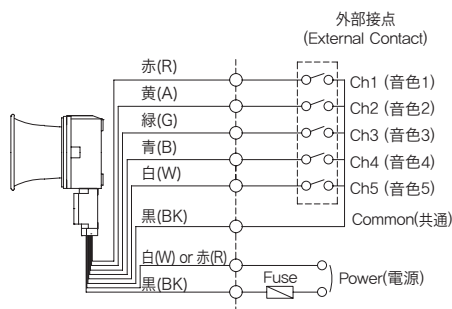 外部接点
(External Contact)
赤(R)
Ch1 (音色1)
黄(A)
Ch2 (音色2)
緑(G)
Ch3 (音色3)
青(B)
Ch4 (音色4)
白(W)
Ch5 (音色5)
黒(BK)
Common(共通)
白(W) or 赤(R)
Fuse
Power(電源)
黒(BK)